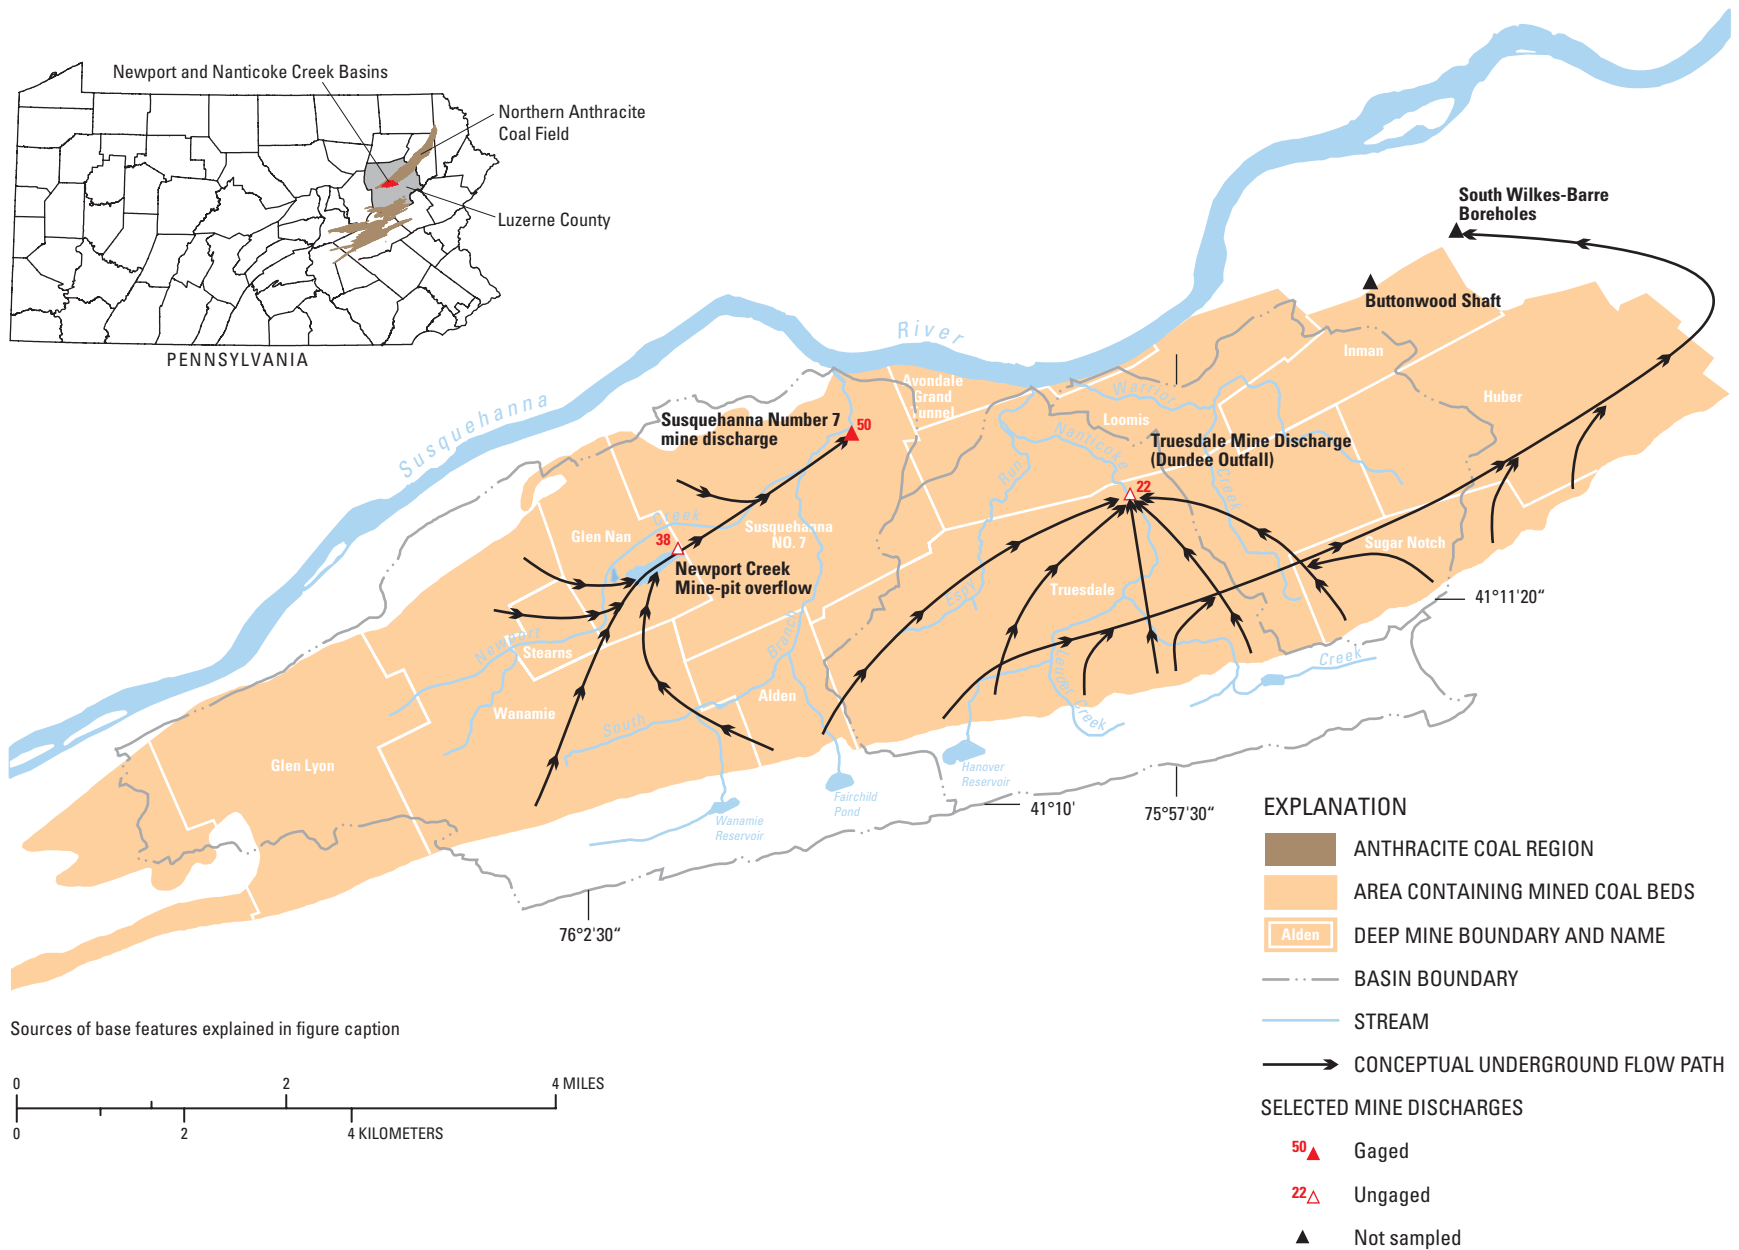 Newport and Nanticoke Creek Basins
Northern Anthracite
Coal Field
Luzerne County
PENNSYLVANIA
South Wilkes-Barre
Boreholes
Buttonwood Shaft
Susquehanna
River
Inman
Huber
Avondale
Grand
Tunnel
Warrior
Loomis
Nanticoke
Creek
Run
Espy
Susquehanna Number 7
mine discharge
50
Truesdale Mine Discharge
(Dundee Outfall)
22
Creek
Glen Nan
38
Susquehanna
NO. 7
Newport Creek
Mine-pit overflow
Sugar Notch
Truesdale
41°11'20“
Newport
Stearns
Branch
Creek
Leuder Creek
Alden
Wanamie
South
Glen Lyon
Hanover
Reservoir
Fairchild
Pond
Wanamie
Reservoir
41°10'
75°57'30“
76°2'30“
EXPLANATION
ANTHRACITE COAL REGION
AREA CONTAINING MINED COAL BEDS
Alden DEEP MINE BOUNDARY AND NAME
BASIN BOUNDARY
STREAM
CONCEPTUAL UNDERGROUND FLOW PATH
SELECTED MINE DISCHARGES
50 Gaged
22 Ungaged
Not sampled
Sources of base features explained in figure caption
0 2 4 MILES
0 2 4 KILOMETERS